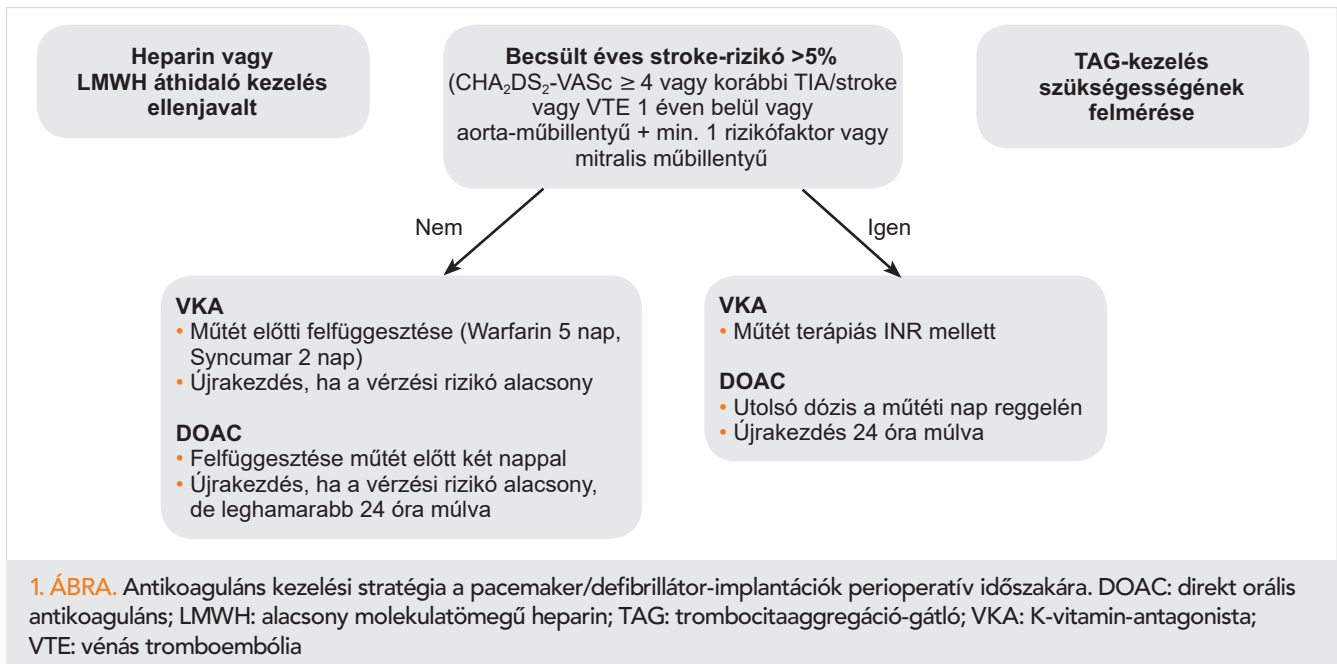 Heparin vagy
LMWH áthidaló kezelés
ellenjavalt
Becsült éves stroke-rizikó >5%
(CHA₂DS₂-VASc ≥ 4 vagy korábbi TIA/stroke
vagy VTE 1 éven belül vagy
aorta-műbillentyű + min. 1 rizikófaktor vagy
mitralis műbillentyű
TAG-kezelés
szükségességének
felmérése
Nem
Igen
VKA
• Műtét előtti felfüggesztése (Warfarin 5 nap,
Syncumar 2 nap)
• Újrakezdés, ha a vérzési rizikó alacsony
DOAC
• Felfüggesztése műtét előtt két nappal
• Újrakezdés, ha a vérzési rizikó alacsony,
de leghamarabb 24 óra múlva
VKA
• Műtét terápiás INR mellett
DOAC
• Utolsó dózis a műtéti nap reggelén
• Újrakezdés 24 óra múlva
1. ÁBRA. Antikoaguláns kezelési stratégia a pacemaker/defibrillátor-implantációk perioperatív időszakára. DOAC: direkt orális
antikoaguláns; LMWH: alacsony molekulatömegű heparin; TAG: trombocitaaggregáció-gátló; VKA: K-vitamin-antagonista;
VTE: vénás tromboembólia